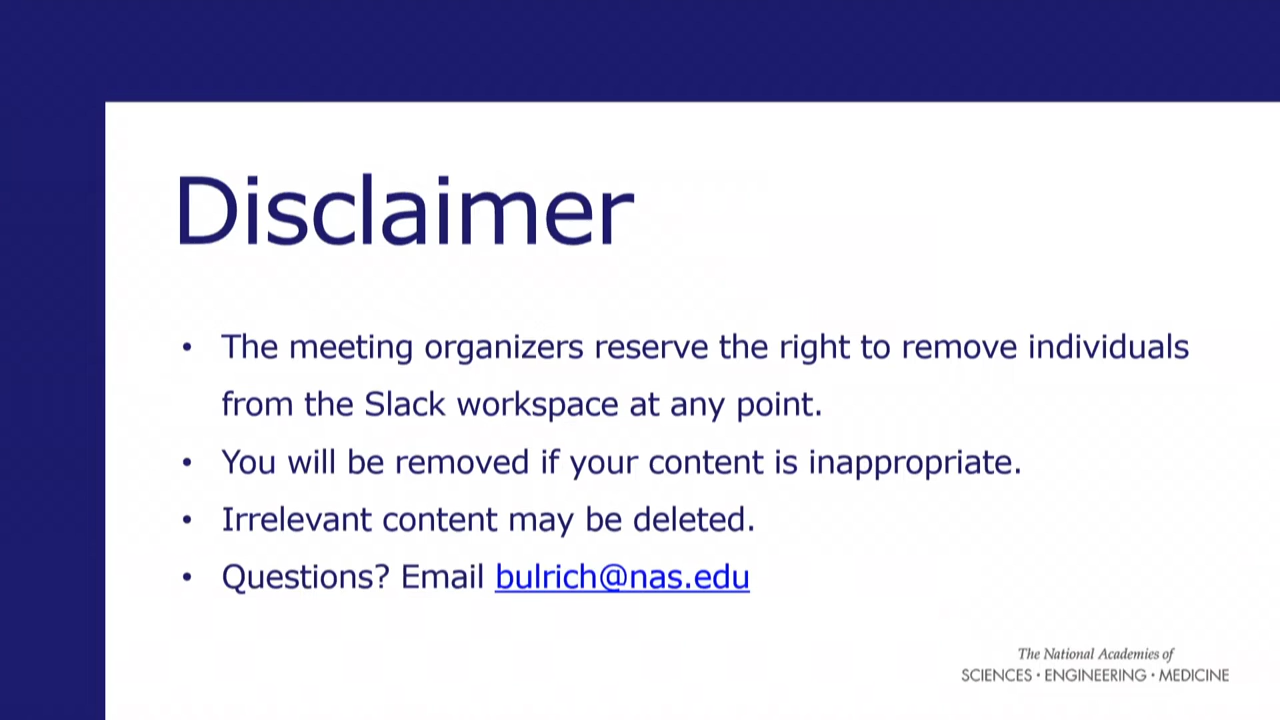 Disclaimer
• The meeting organizers reserve the right to remove individuals
from the Slack workspace at any point.
• You will be removed if your content is inappropriate.
• Irrelevant content may be deleted.
• Questions? Email bulrich@nas.edu
The National Academies of
SCIENCES · ENGINEERING · MEDICINE